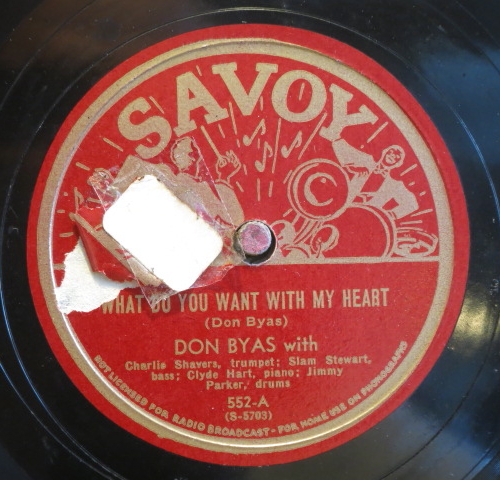 SAVOY
WHAT DO YOU WANT WITH MY HEART
(Don Byas)
DON BYAS with
Charlie Shavers, trumpet; Slam Stewart,
bass; Clyde Hart, piano; Jimmy
Parker, drums
552-A
(S-5703)
NOT LICENSED FOR RADIO BROADCAST - FOR HOME USE ON PHONOGRAPHS